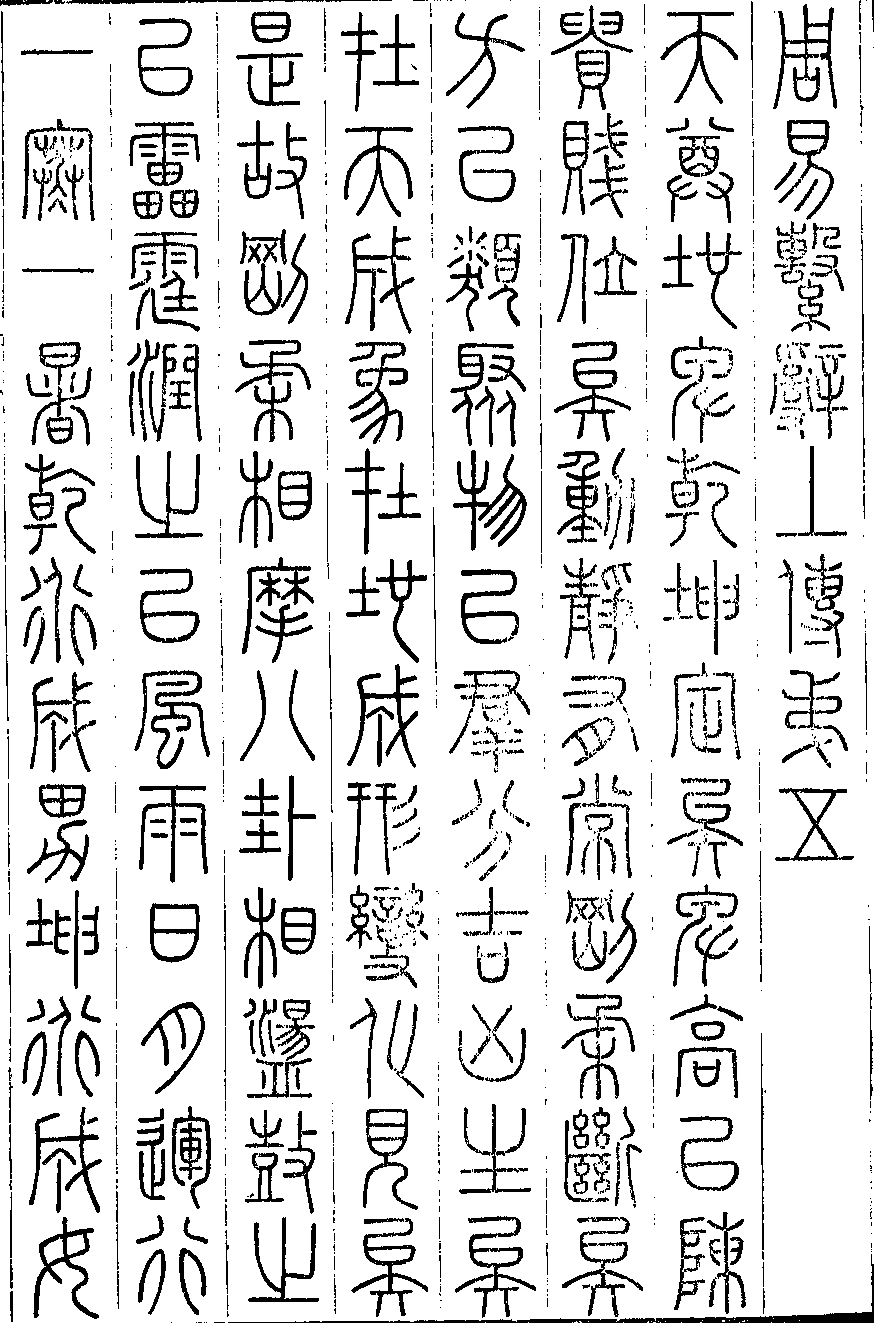 周易繫辭上傳弟五
天尊地卑乾坤定矣卑高以陳
貴賤位矣動靜有常剛柔斷矣
方以類聚物以羣分吉凶生矣
在天成象在地成形變化見矣
是故剛柔相摩八卦相盪鼓之
以靁霆潤之以風雨日月運行
一寒一暑乾道成男坤道成女